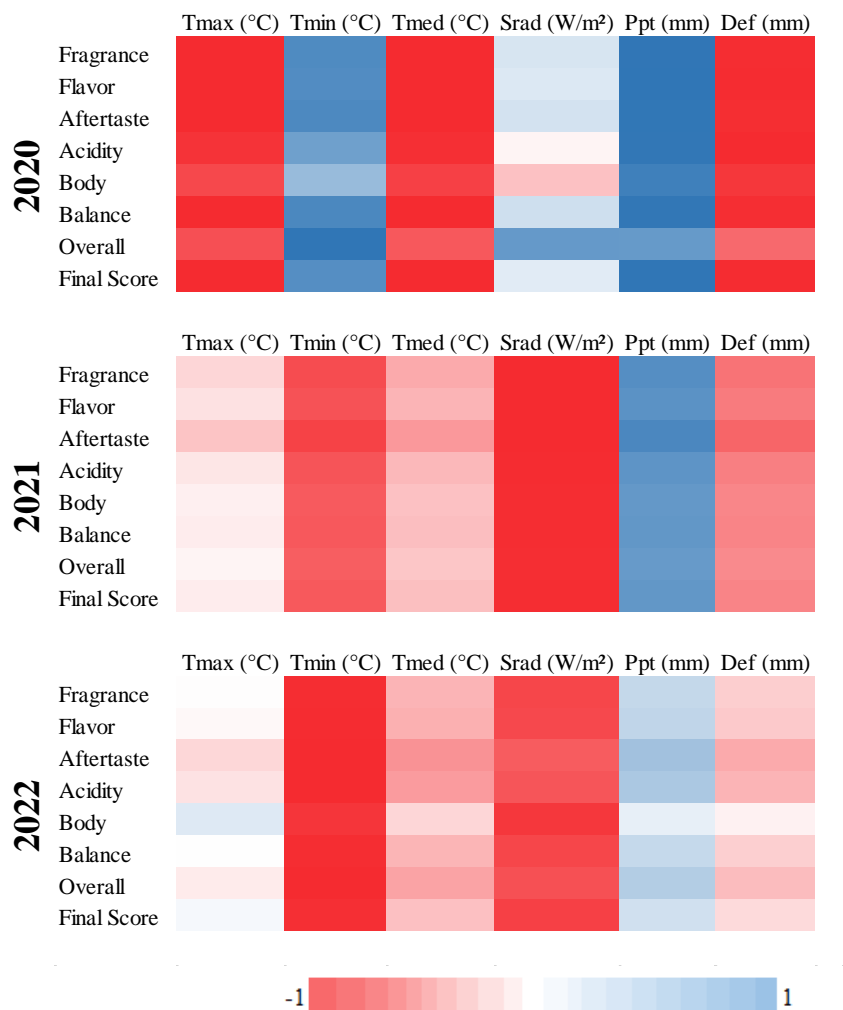 Tmax (°C) Tmin (°C) Tmed (°C) Srad (W/m²) Ppt (mm) Def (mm)
2020
Fragrance
Flavor
Aftertaste
Acidity
Body
Balance
Overall
Final Score
Tmax (°C) Tmin (°C) Tmed (°C) Srad (W/m²) Ppt (mm) Def (mm)
2021
Fragrance
Flavor
Aftertaste
Acidity
Body
Balance
Overall
Final Score
Tmax (°C) Tmin (°C) Tmed (°C) Srad (W/m²) Ppt (mm) Def (mm)
2022
Fragrance
Flavor
Aftertaste
Acidity
Body
Balance
Overall
Final Score
-1 1